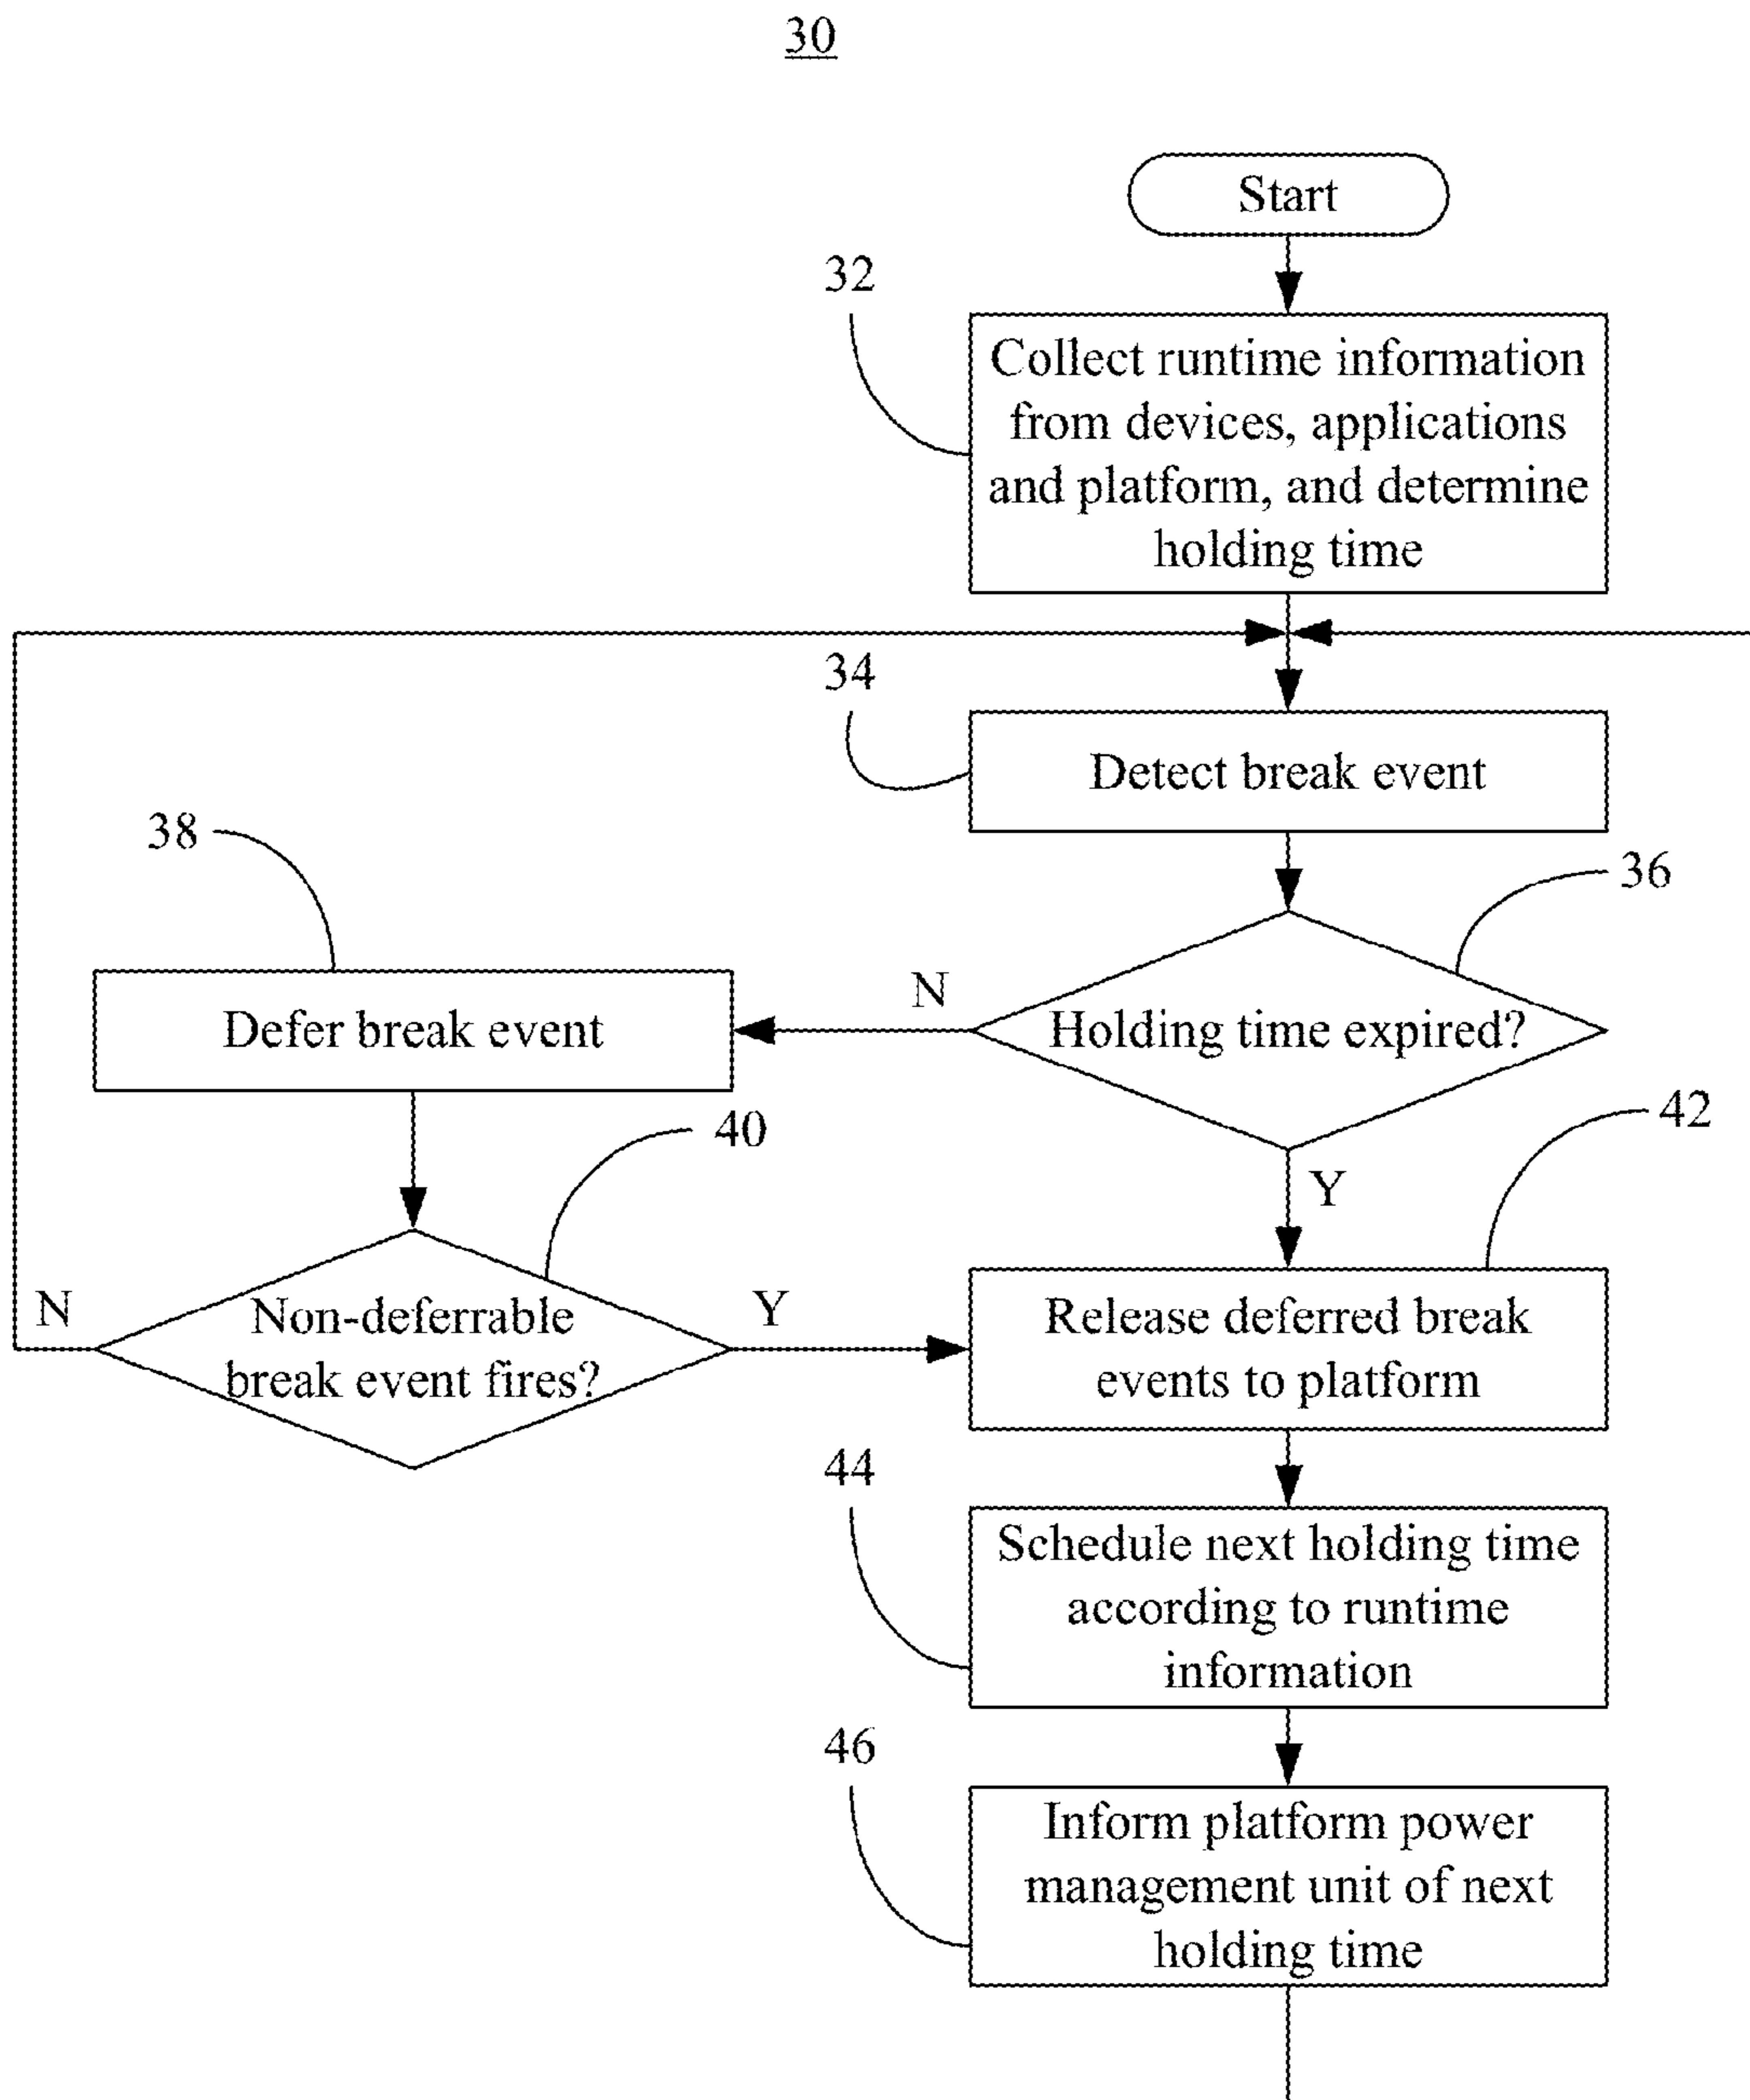 30
Start
32
Collect runtime information
from devices, applications
and platform, and determine
holding time
34
Detect break event
38
36
N
Defer break event
Holding time expired?
40
42
Y
N
Non-deferrable
break event fires?
Y
Release deferred break
events to platform
44
Schedule next holding time
according to runtime
information
46
Inform platform power
management unit of next
holding time